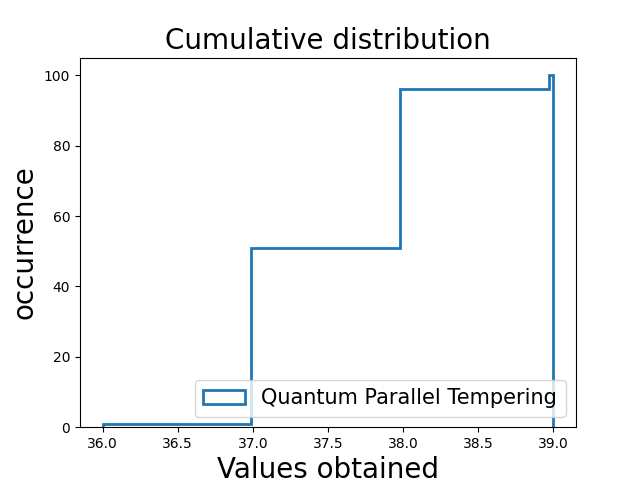 Cumulative distribution
100
80
60
40
20
0
occurrence
Quantum Parallel Tempering
36.0 36.5 37.0 37.5 38.0 38.5 39.0
Values obtained